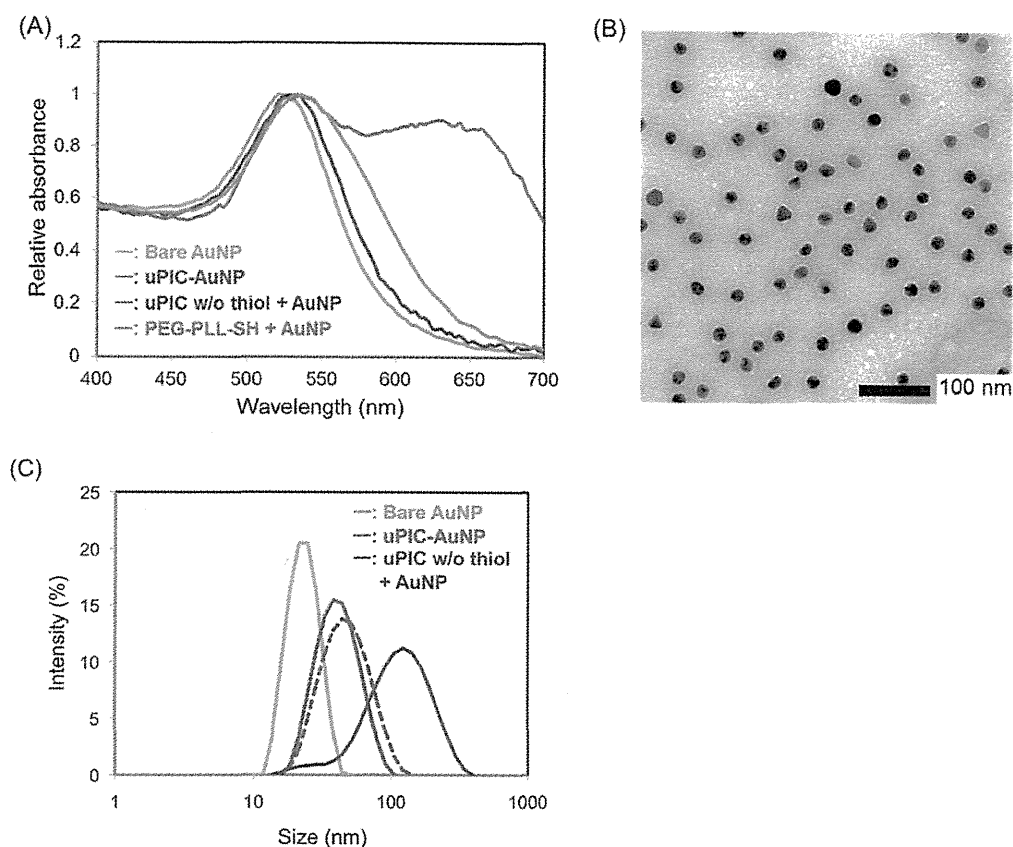 (A)
1.2
1
0.8
0.6
0.4
0.2
0
Relative absorbance
—: Bare AuNP
—: uPIC-AuNP
—: uPIC w/o thiol + AuNP
—: PEG-PLL-SH + AuNP
400 450 500 550 600 650 700
Wavelength (nm)
(B)
100 nm
(C)
25
20
15
10
5
0
Intensity (%)
—: Bare AuNP
—: uPIC-AuNP
—: uPIC w/o thiol
+ AuNP
1 10 100 1000
Size (nm)